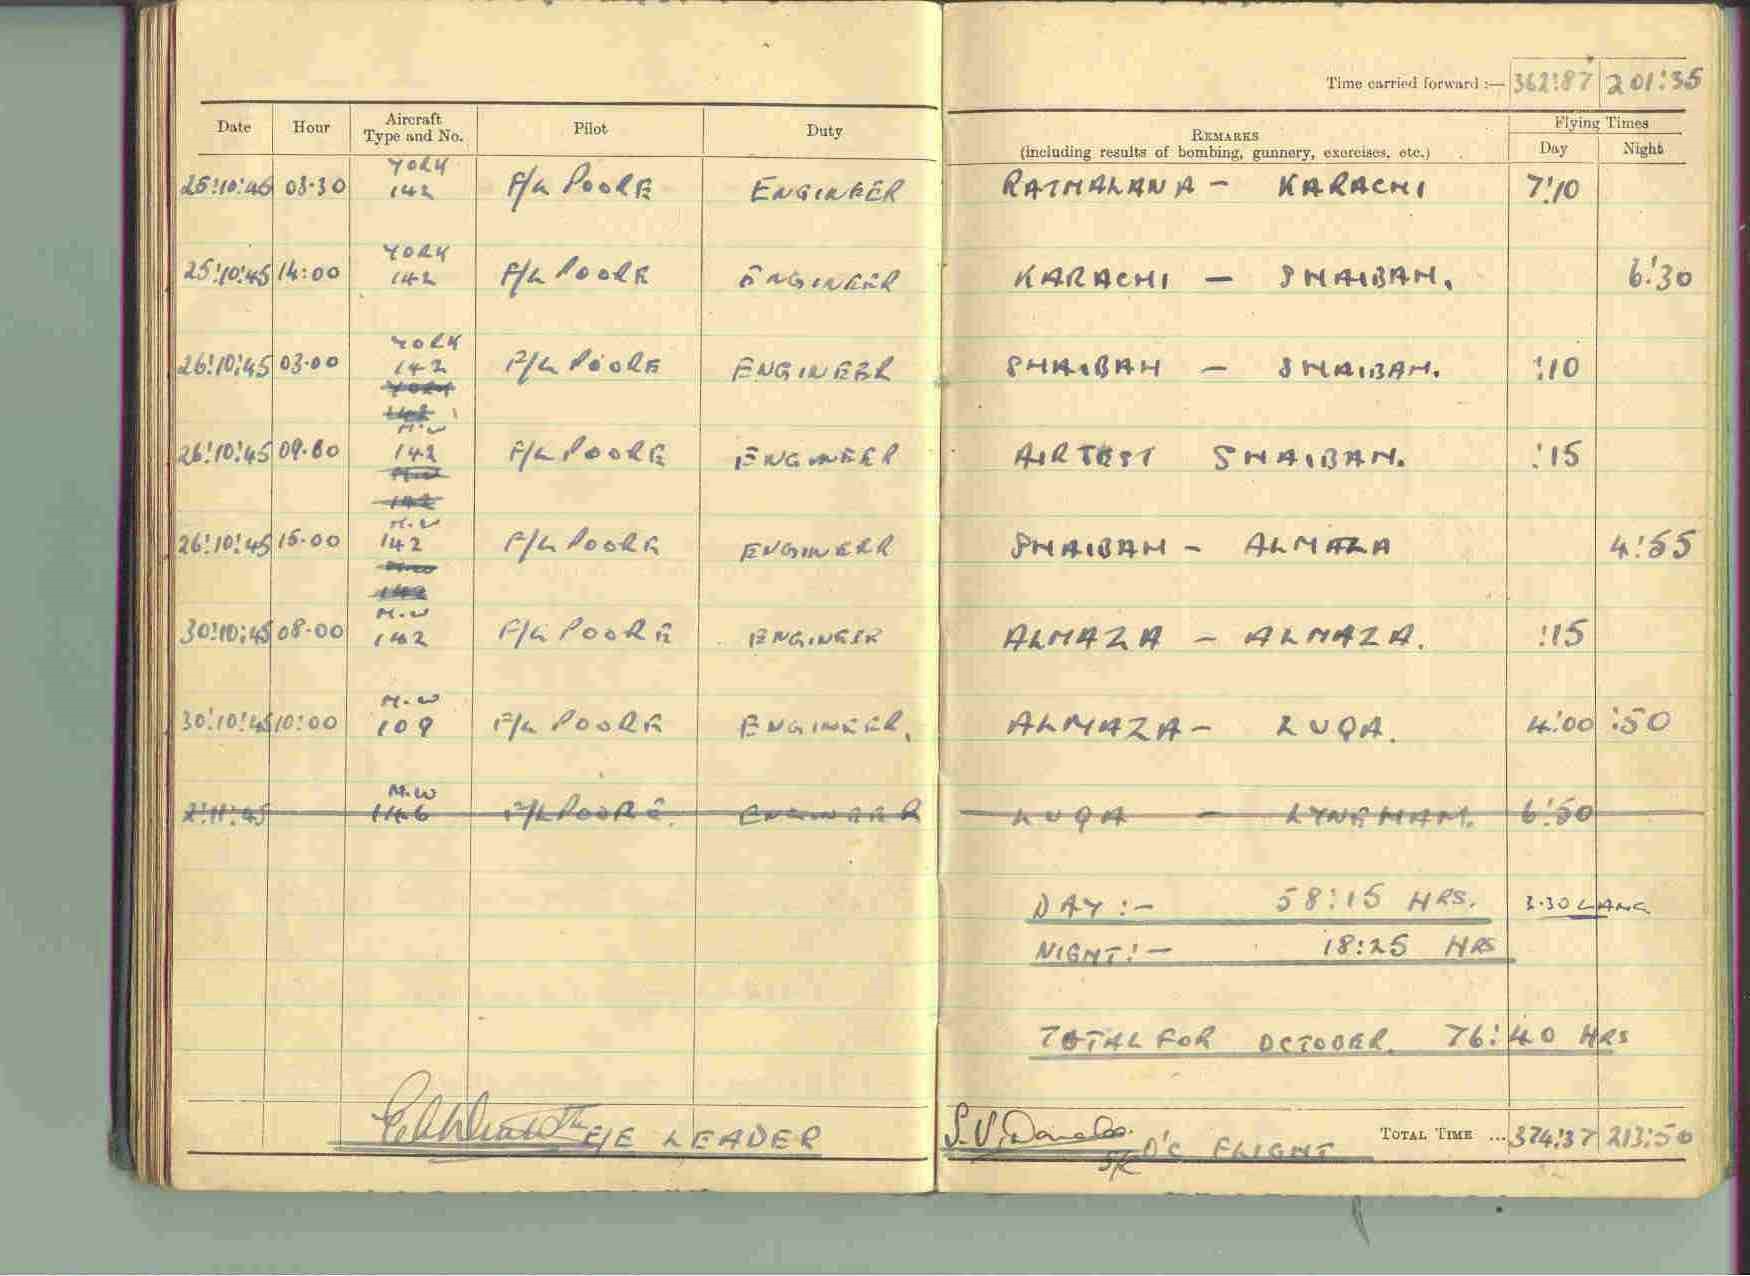 Time carried forward :— 362:87 201:35
Date Hour Aircraft Type and No. Pilot Duty REMARKS (including results of bombing, gunnery, exercises, etc.) Flying Times Day Night
25:10:45 03·30 YORK 142 F/L POORE ENGINEER RATMALANA - KARACHI 7:10
25:10:45 14:00 YORK 142 F/L POORE ENGINEER KARACHI - SHAIBAH. 6:30
26:10:45 03·00 YORK 142 F/L POORE ENGINEER SHAIBAH - SHAIBAH. :10
YORK 142
26:10:45 09·00 M.W 142 F/L POORE ENGINEER AIRTEST SHAIBAH. :15
M.W 142
26:10:45 15·00 M.W 142 F/L POORE ENGINEER SHAIBAH - ALMAZA 4:55
M.W 142
30:10:45 08·00 M.W 142 F/L POORE ENGINEER ALMAZA - ALMAZA. :15
30:10:45 10:00 M.W 109 F/L POORE ENGINEER. ALMAZA - LUQA. 4:00 :50
2:11:45 M.W 146 F/L POORE. ENGINEER LUQA - LYNEHAM. 6:50
DAY :- 58:15 HRS. 3·30 LANC
NIGHT :- 18:25 HRS
TOTAL FOR OCTOBER. 76:40 HRS
F/E LEADER O'C FLIGHT TOTAL TIME ... 374:37 213:50
S/L